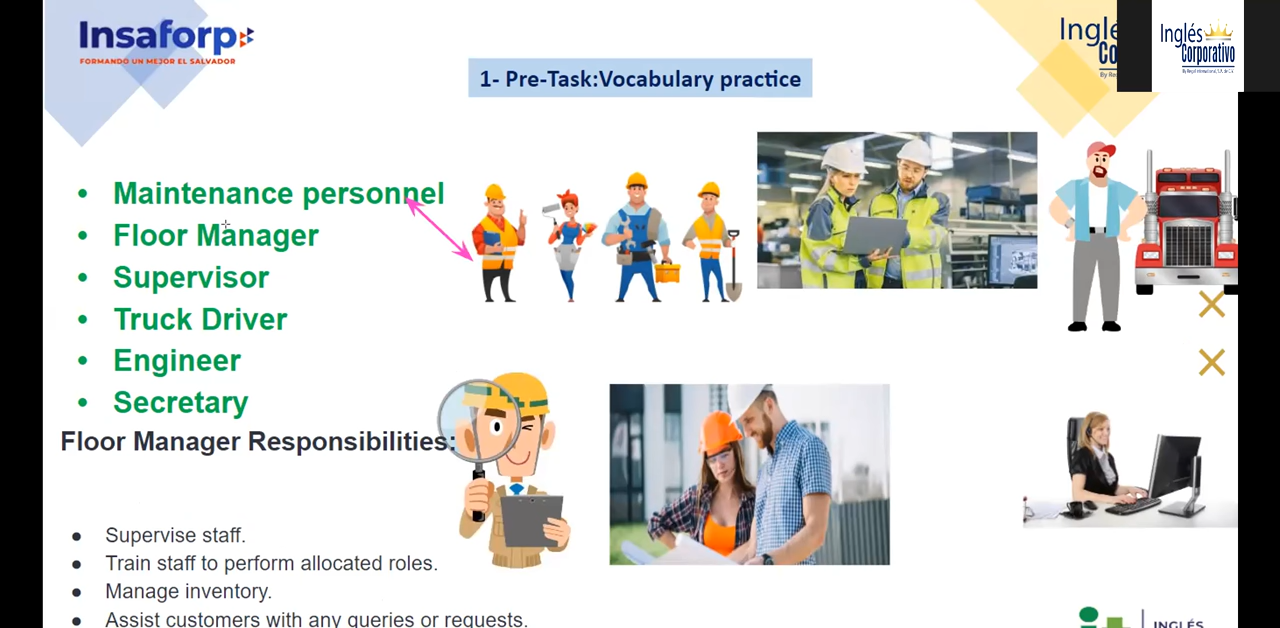 Insaforp
FORMANDO UN MEJOR EL SALVADOR
Inglé
Co
Inglés
Corporativo
1- Pre-Task:Vocabulary practice
• Maintenance personnel
• Floor Manager
• Supervisor
• Truck Driver
• Engineer
• Secretary
Floor Manager Responsibilities:
● Supervise staff.
● Train staff to perform allocated roles.
● Manage inventory.
● Assist customers with any queries or requests.
INGLÉS